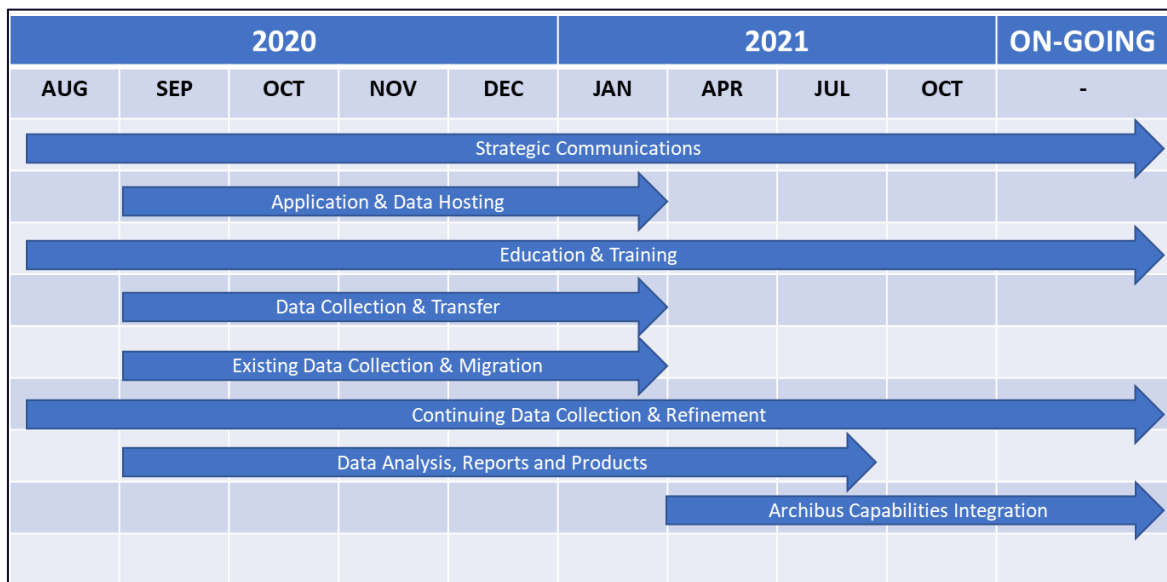 2020 2021 ON-GOING
AUG SEP OCT NOV DEC JAN APR JUL OCT -
Strategic Communications
Application & Data Hosting
Education & Training
Data Collection & Transfer
Existing Data Collection & Migration
Continuing Data Collection & Refinement
Data Analysis, Reports and Products
Archibus Capabilities Integration